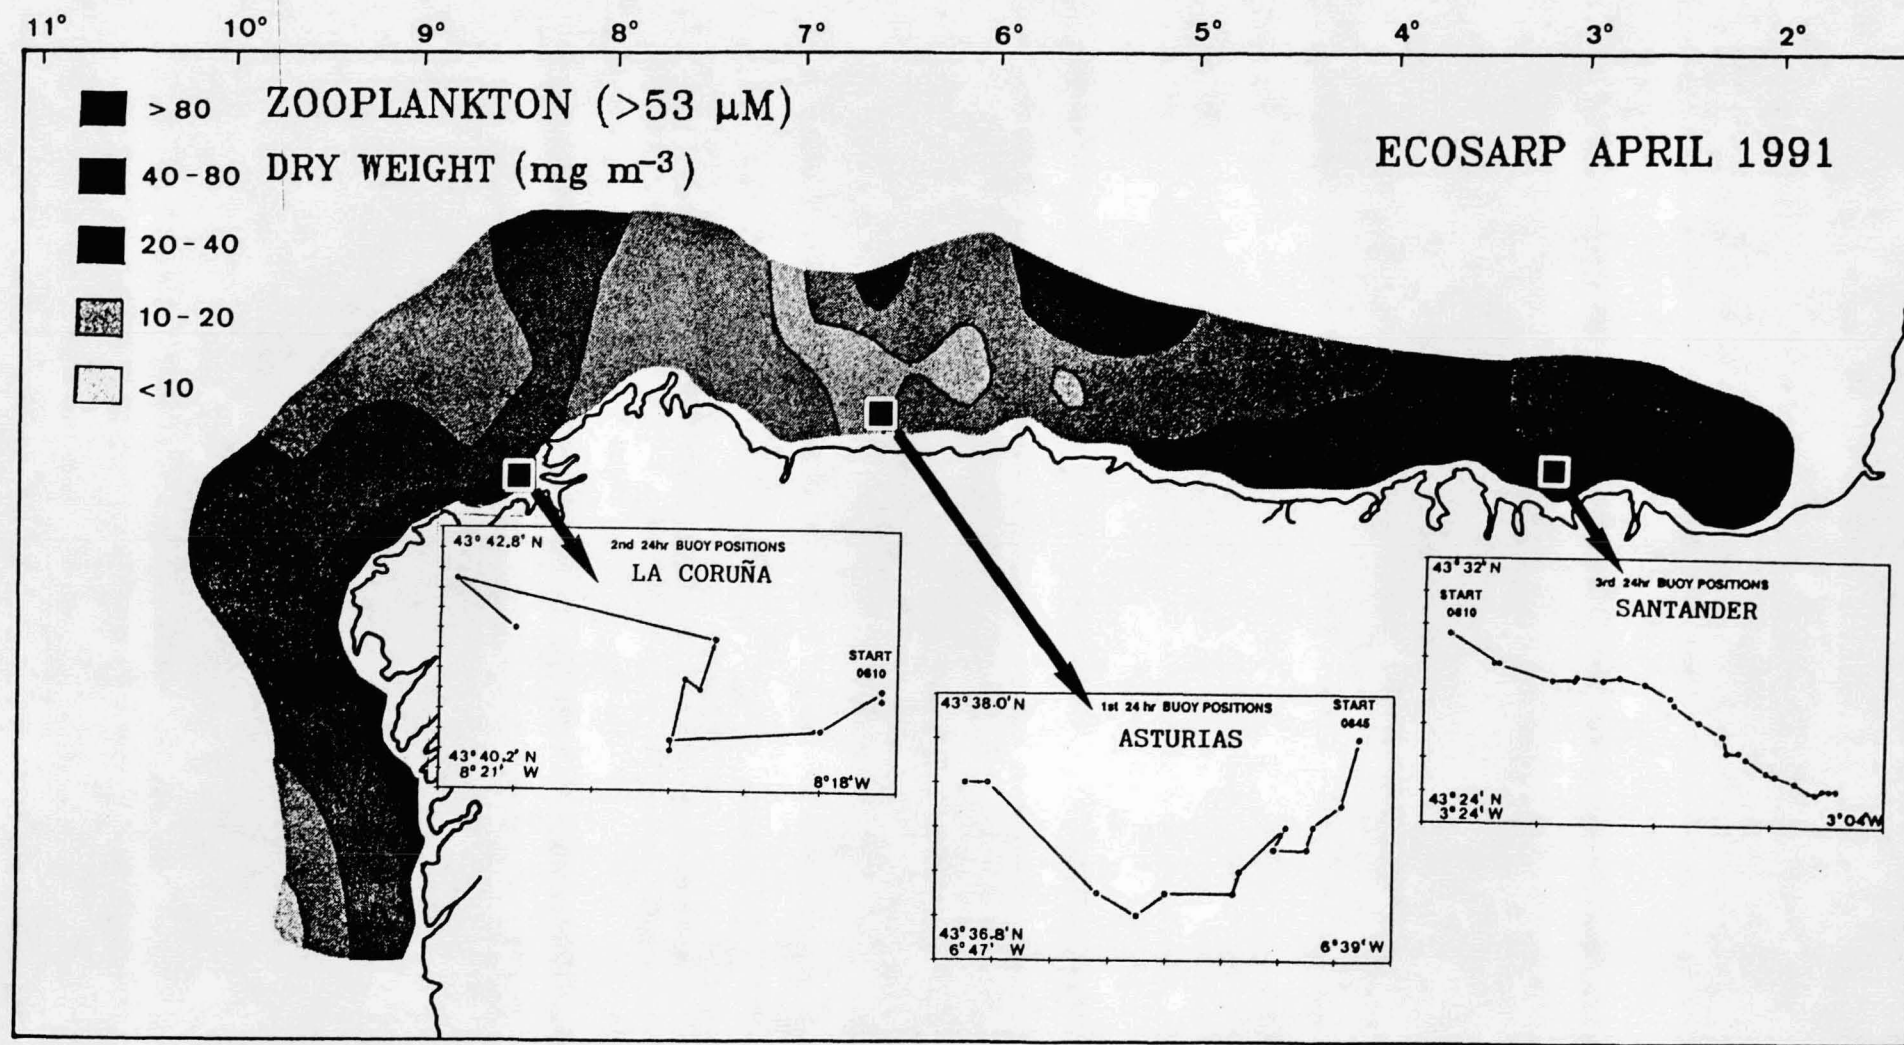 11° 10° 9° 8° 7° 6° 5° 4° 3° 2°
>80 ZOOPLANKTON (>53 µM)
40-80 DRY WEIGHT (mg m⁻³)
20-40
10-20
<10
ECOSARP APRIL 1991
43° 42.8' N
2nd 24hr BUOY POSITIONS
LA CORUÑA
START
0610
43° 40.2' N
8° 21' W
8° 18' W
43° 38.0' N
1st 24 hr BUOY POSITIONS
ASTURIAS
START
0645
43° 36.8' N
6° 47' W
6° 39' W
43° 32' N
3rd 24hr BUOY POSITIONS
SANTANDER
START
0610
43° 24' N
3° 24' W
3° 04' W